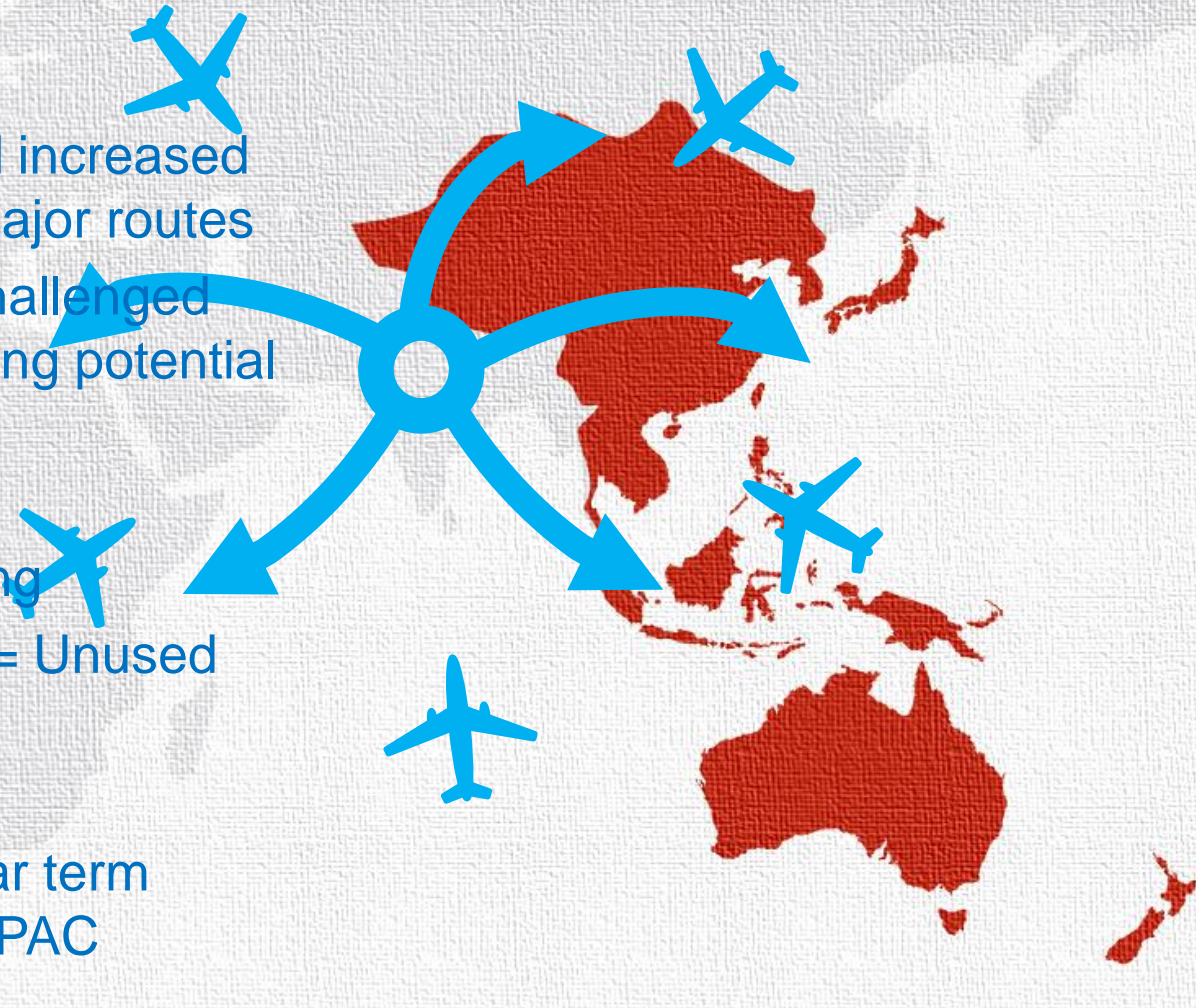 increased
ajor routes
hallenged
ng potential
ng
= Unused
ar term
PAC